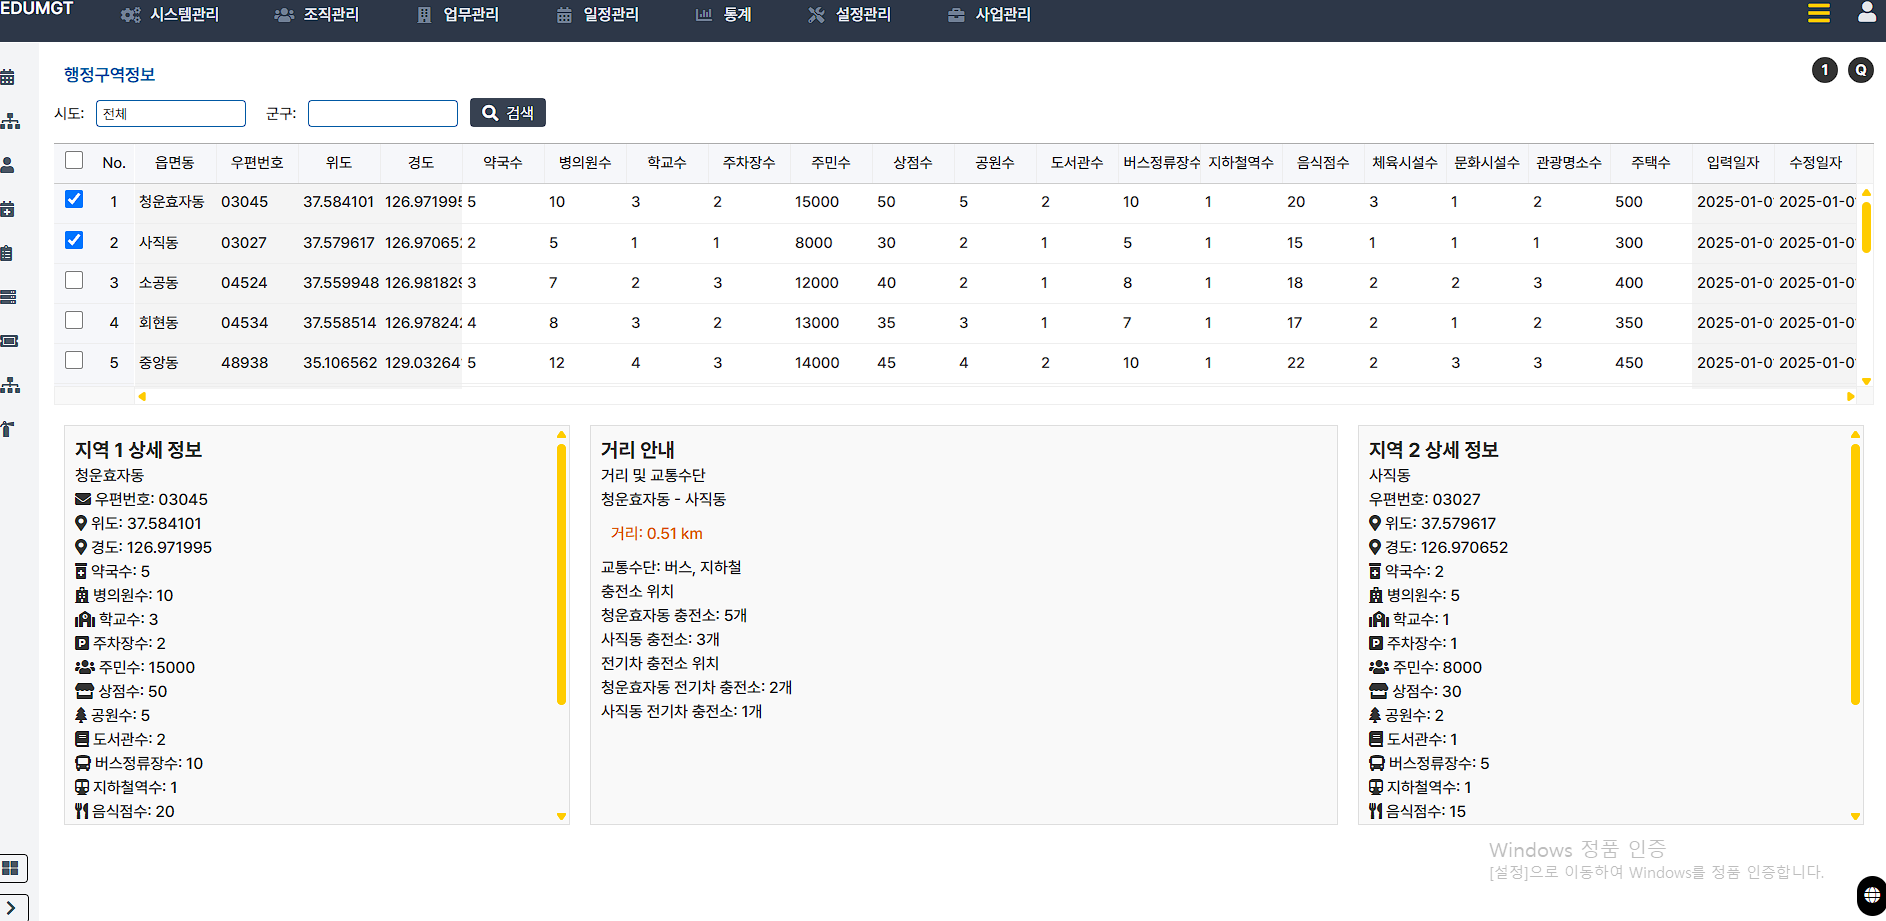 EDUMGT 시스템관리 조직관리 업무관리 일정관리 통계 설정관리 사업관리
행정구역정보 1 Q
시도: 전체 군구: 검색
No. 읍면동 우편번호 위도 경도 약국수 병의원수 학교수 주차장수 주민수 상점수 공원수 도서관수 버스정류장수 지하철역수 음식점수 체육시설수 문화시설수 관광명소수 주택수 입력일자 수정일자
1 청운효자동 03045 37.584101 126.971995 5 10 3 2 15000 50 5 2 10 1 20 3 1 2 500 2025-01-0 2025-01-0
2 사직동 03027 37.579617 126.970652 2 5 1 1 8000 30 2 1 5 1 15 1 1 1 300 2025-01-0 2025-01-0
3 소공동 04524 37.559948 126.981829 3 7 2 3 12000 40 2 1 8 1 18 2 2 3 400 2025-01-0 2025-01-0
4 회현동 04534 37.558514 126.978242 4 8 3 2 13000 35 3 1 7 1 17 2 1 2 350 2025-01-0 2025-01-0
5 중앙동 48938 35.106562 129.03264 5 12 4 3 14000 45 4 2 10 1 22 2 3 3 450 2025-01-0 2025-01-0
지역 1 상세 정보
청운효자동
우편번호: 03045
위도: 37.584101
경도: 126.971995
약국수: 5
병의원수: 10
학교수: 3
주차장수: 2
주민수: 15000
상점수: 50
공원수: 5
도서관수: 2
버스정류장수: 10
지하철역수: 1
음식점수: 20
거리 안내
거리 및 교통수단
청운효자동 - 사직동
거리: 0.51 km
교통수단: 버스, 지하철
충전소 위치
청운효자동 충전소: 5개
사직동 충전소: 3개
전기차 충전소 위치
청운효자동 전기차 충전소: 2개
사직동 전기차 충전소: 1개
지역 2 상세 정보
사직동
우편번호: 03027
위도: 37.579617
경도: 126.970652
약국수: 2
병의원수: 5
학교수: 1
주차장수: 1
주민수: 8000
상점수: 30
공원수: 2
도서관수: 1
버스정류장수: 5
지하철역수: 1
음식점수: 15
Windows 정품 인증
[설정]으로 이동하여 Windows를 정품 인증합니다.